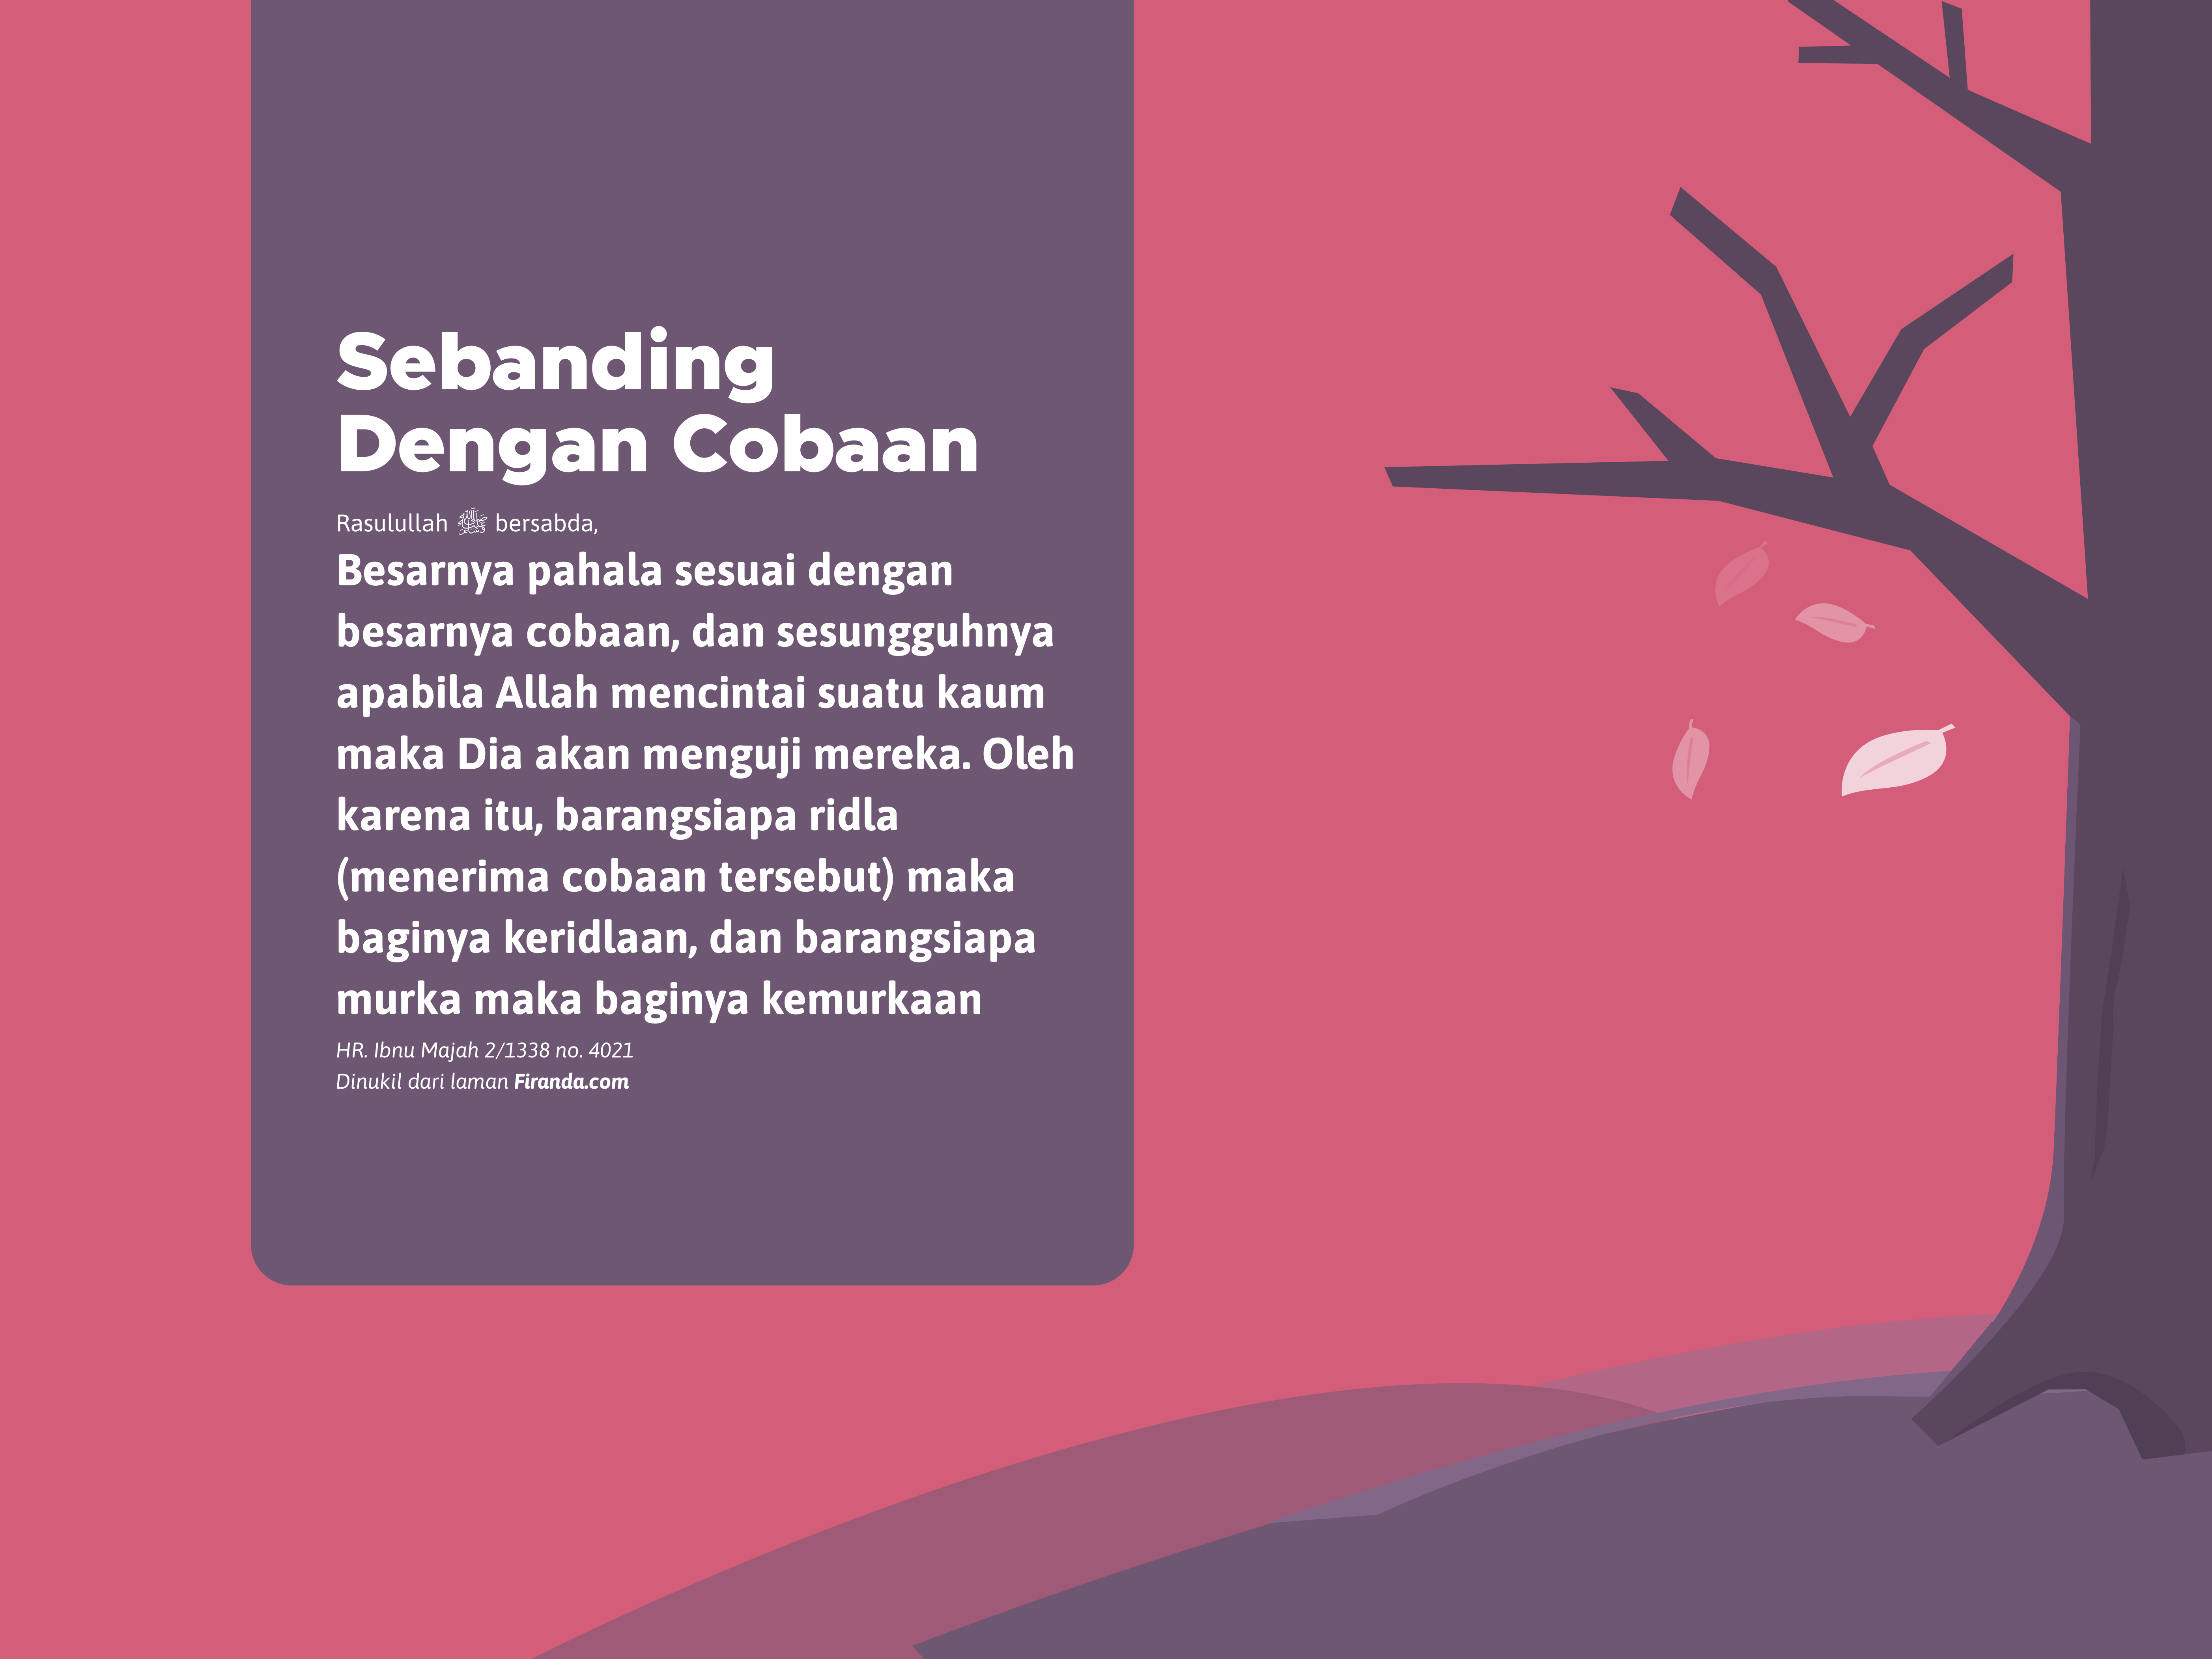 Sebanding
Dengan Cobaan
Rasulullah ﷺ bersabda,
Besarnya pahala sesuai dengan
besarnya cobaan, dan sesungguhnya
apabila Allah mencintai suatu kaum
maka Dia akan menguji mereka. Oleh
karena itu, barangsiapa ridla
(menerima cobaan tersebut) maka
baginya keridlaan, dan barangsiapa
murka maka baginya kemurkaan
HR. Ibnu Majah 2/1338 no. 4021
Dinukil dari laman Firanda.com